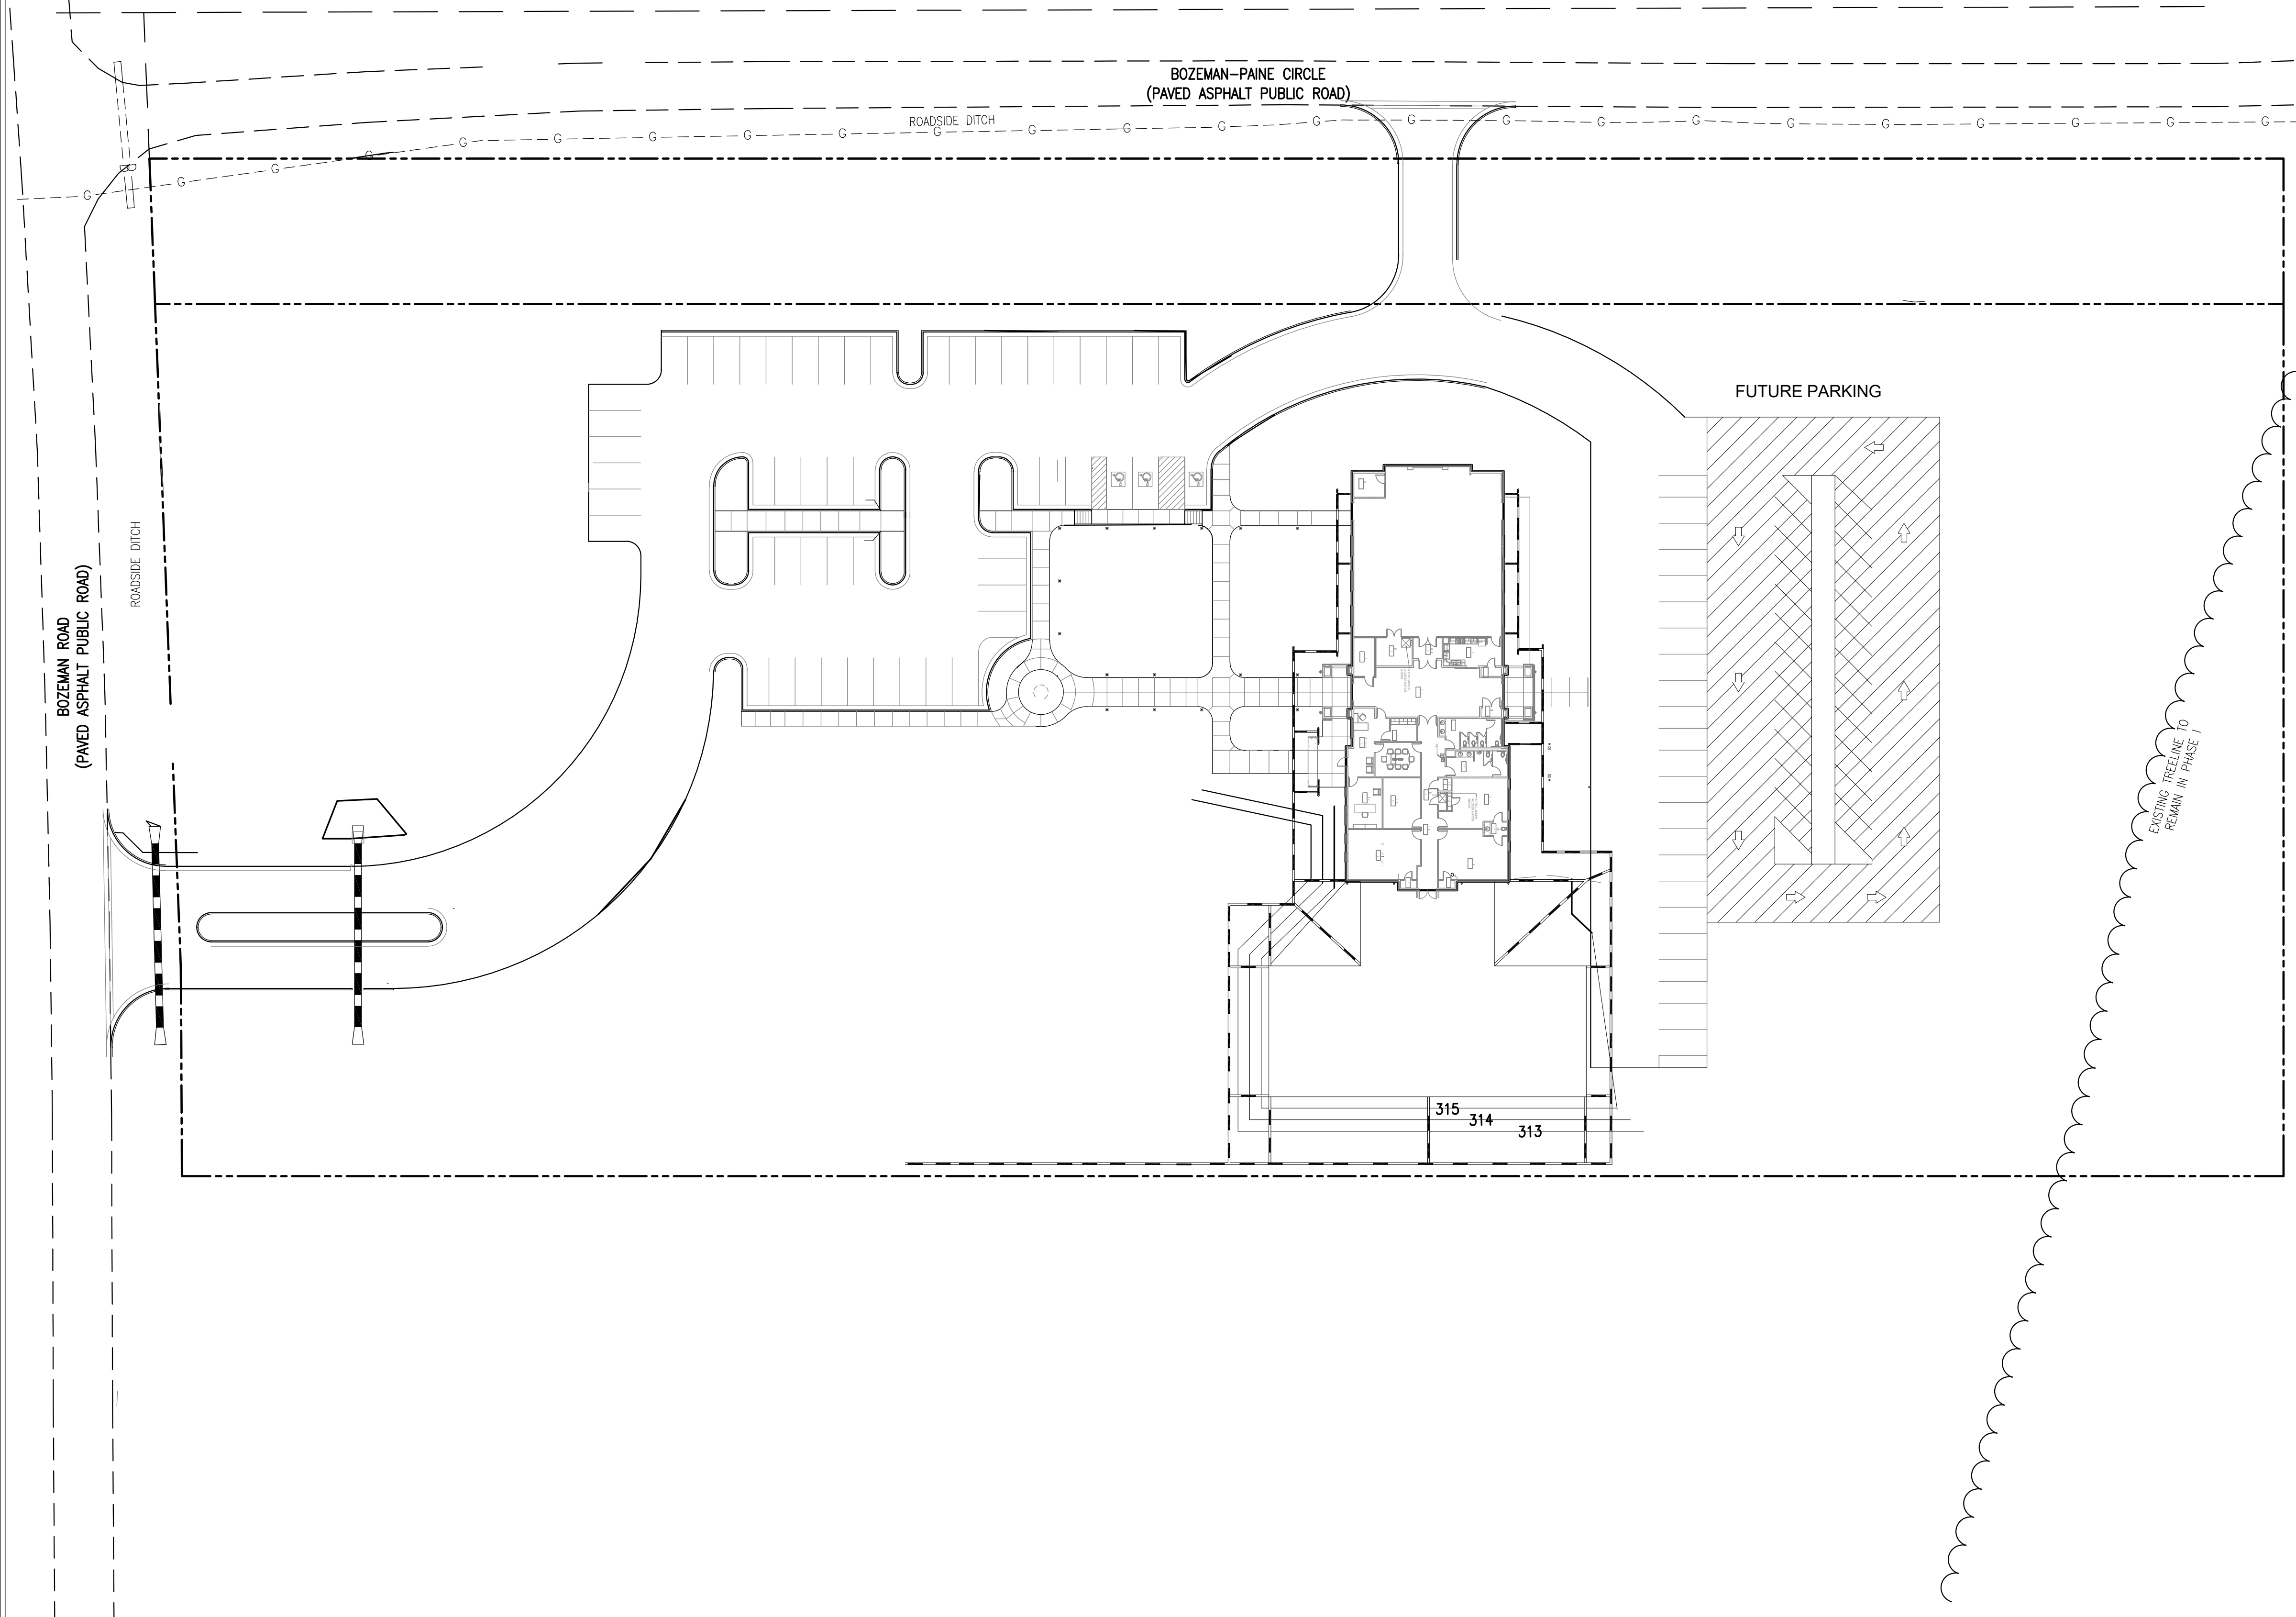 BOZEMAN-PAINE CIRCLE
(PAVED ASPHALT PUBLIC ROAD)
ROADSIDE DITCH
G G G G G G G G G G G G G G G G G G G G G G G G
FUTURE PARKING
ROADSIDE DITCH
BOZEMAN ROAD
(PAVED ASPHALT PUBLIC ROAD)
EXISTING TREELINE TO
REMAIN IN PHASE I
315
314
313